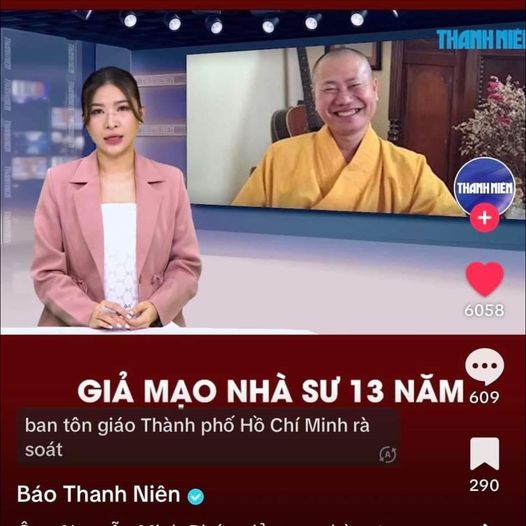 THANH NIÊN
THANH NIÊN
6058
GIẢ MẠO NHÀ SƯ 13 NĂM
609
ban tôn giáo Thành phố Hồ Chí Minh rà
soát
290
Báo Thanh Niên